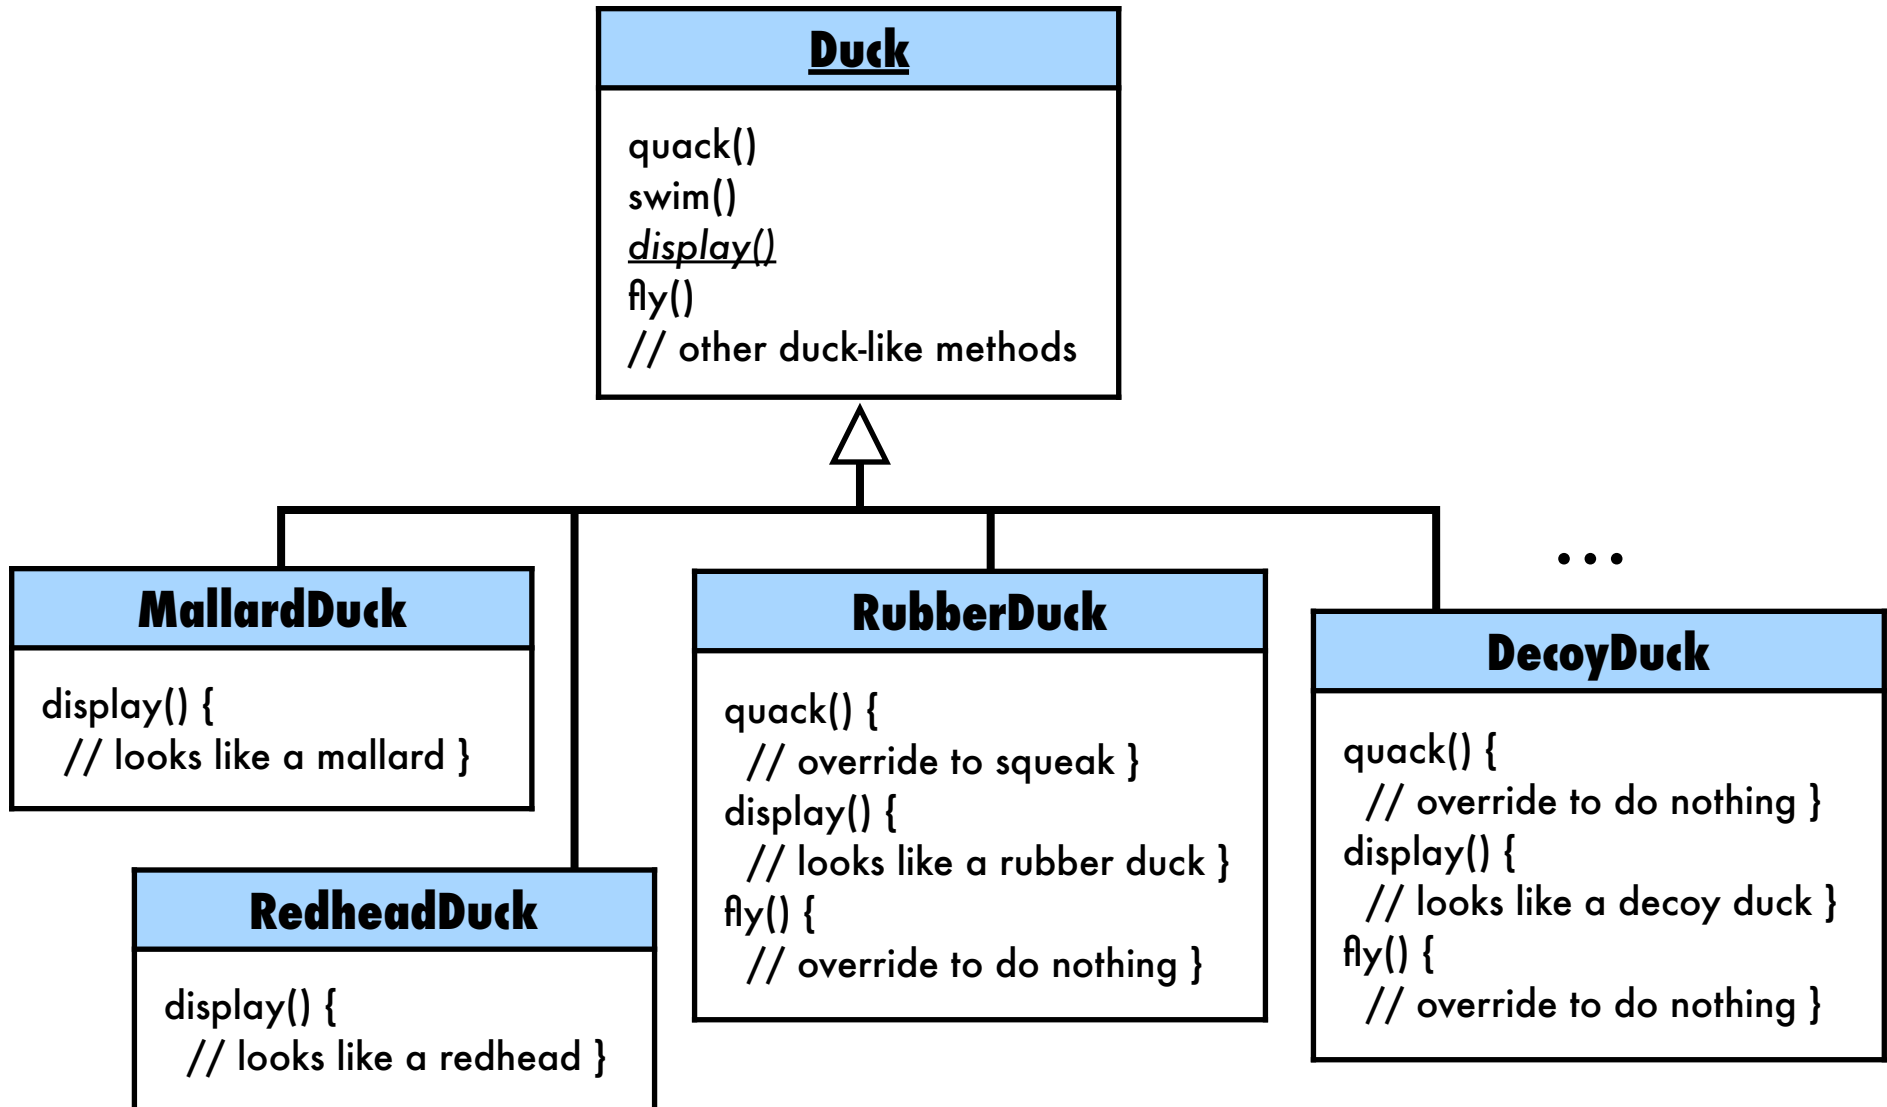 Duck
quack()
swim()
display()
fly()
// other duck-like methods
...
MallardDuck
display() {
// looks like a mallard }
RedheadDuck
display() {
// looks like a redhead }
RubberDuck
quack() {
// override to squeak }
display() {
// looks like a rubber duck }
fly() {
// override to do nothing }
DecoyDuck
quack() {
// override to do nothing }
display() {
// looks like a decoy duck }
fly() {
// override to do nothing }